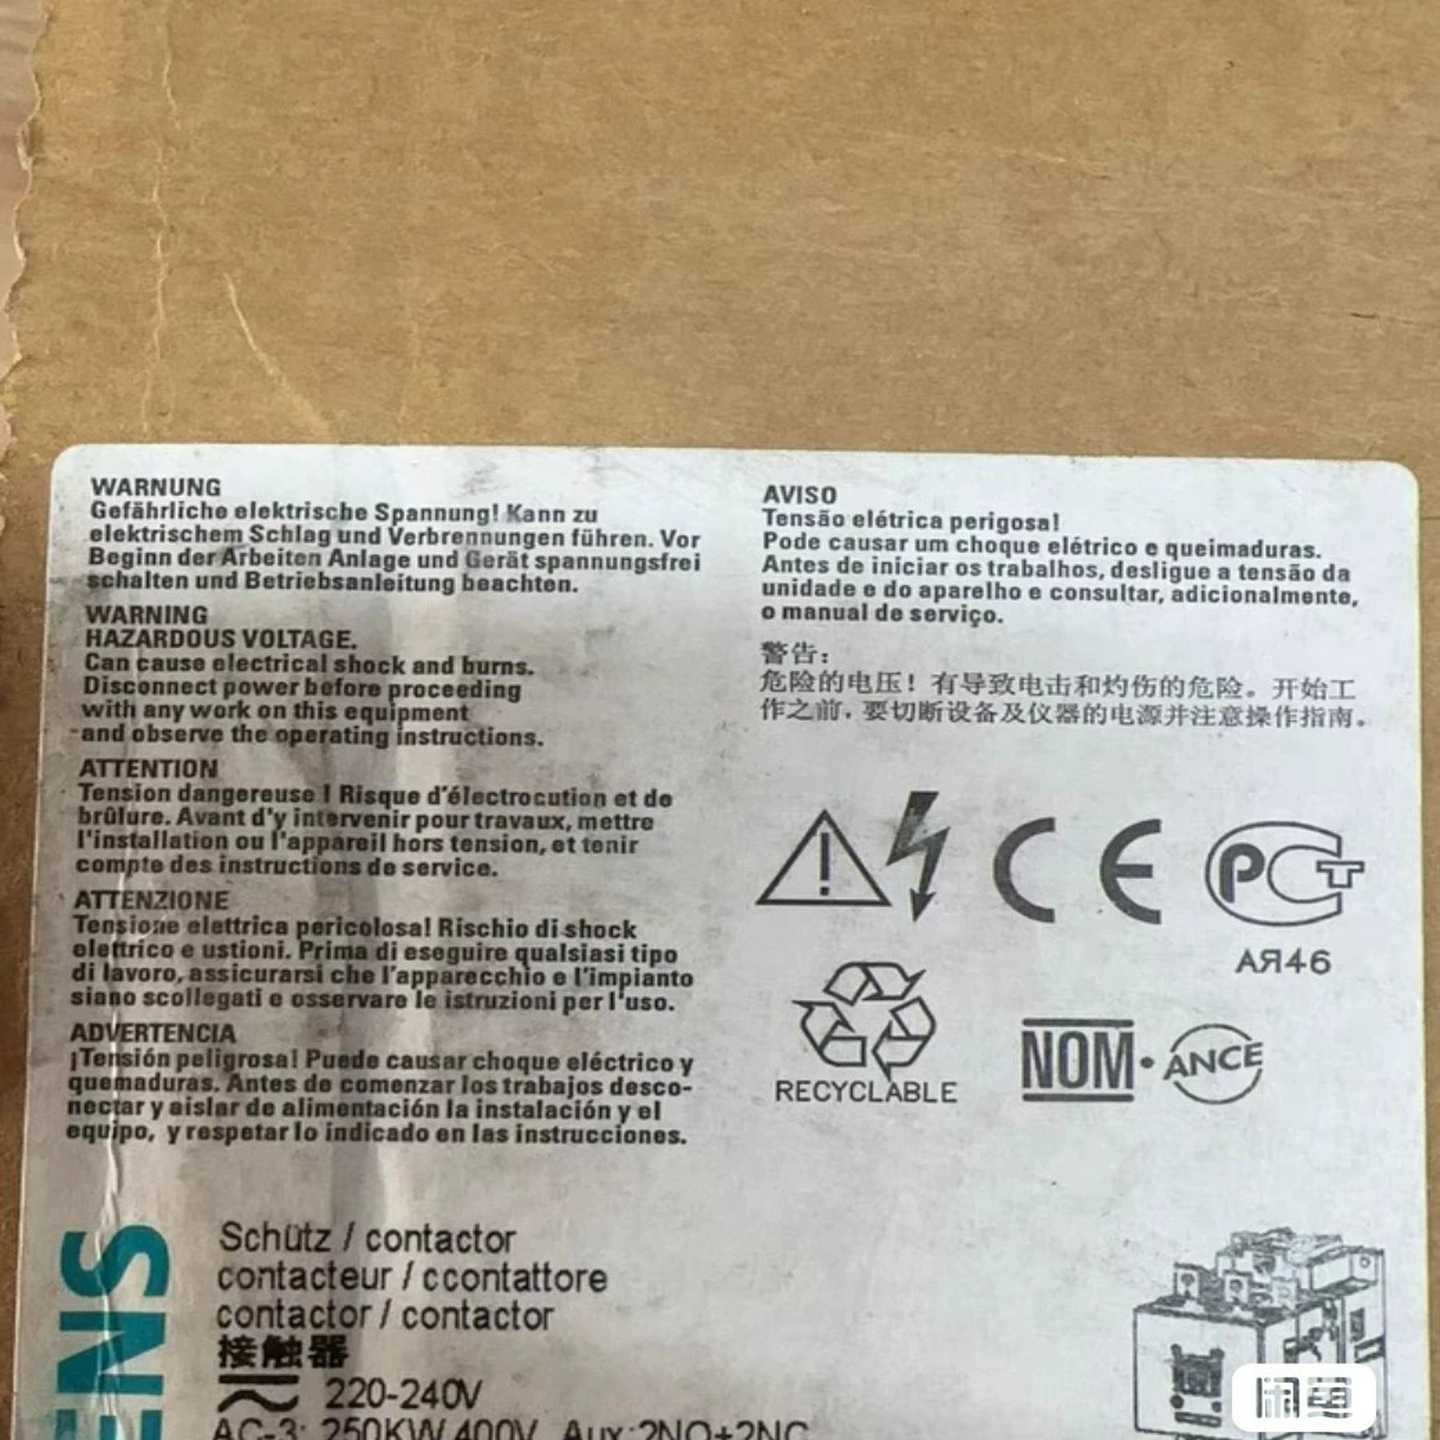 WARNUNG
Gefährliche elektrische Spannung! Kann zu
elektrischem Schlag und Verbrennungen führen. Vor
Beginn der Arbeiten Anlage und Gerät spannungsfrei
schalten und Betriebsanleitung beachten.
WARNING
HAZARDOUS VOLTAGE.
Can cause electrical shock and burns.
Disconnect power before proceeding
with any work on this equipment
and observe the operating instructions.
ATTENTION
Tension dangereuse ! Risque d'électrocution et de
brûlure. Avant d'y intervenir pour travaux, mettre
l'installation ou l'appareil hors tension, et tenir
compte des instructions de service.
ATTENZIONE
Tensione elettrica pericolosa! Rischio di shock
elettrico e ustioni. Prima di eseguire qualsiasi tipo
di lavoro, assicurarsi che l'apparecchio e l'impianto
siano scollegati e osservare le istruzioni per l'uso.
ADVERTENCIA
¡Tensión peligrosa! Puede causar choque eléctrico y
quemaduras. Antes de comenzar los trabajos desco-
nectar y aislar de alimentación la instalación y el
equipo, y respetar lo indicado en las instrucciones.
AVISO
Tensão elétrica perigosa!
Pode causar um choque elétrico e queimaduras.
Antes de iniciar os trabalhos, desligue a tensão da
unidade e do aparelho e consultar, adicionalmente,
o manual de serviço.
警告：
危险的电压！有导致电击和灼伤的危险。开始工
作之前，要切断设备及仪器的电源并注意操作指南。
CE
PCT
АЯ46
RECYCLABLE
NOM·ANCE
ENS
Schütz / contactor
contacteur / ccontattore
contactor / contactor
接触器
220-240V
AC-3: 250KW 400V Aux:2NO+2NC
闲鱼